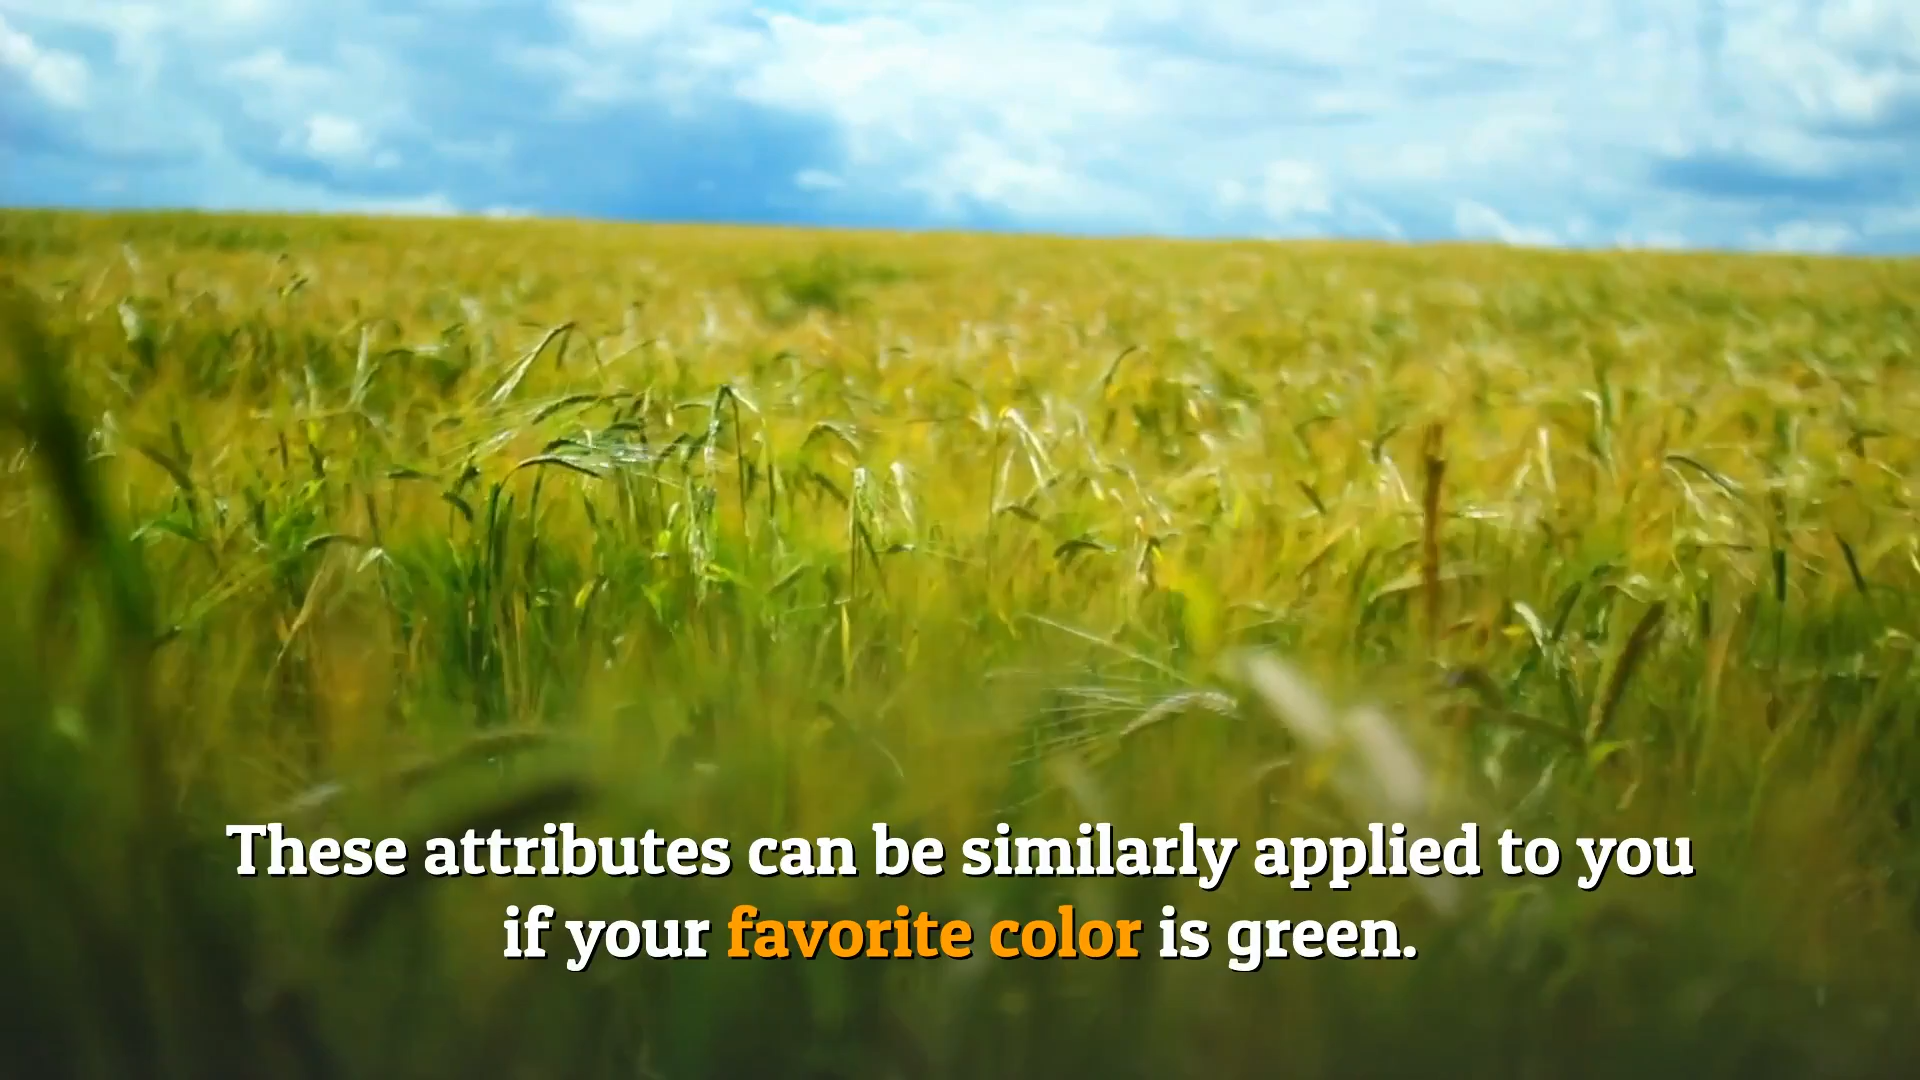 These attributes can be similarly applied to you
if your favorite color is green.